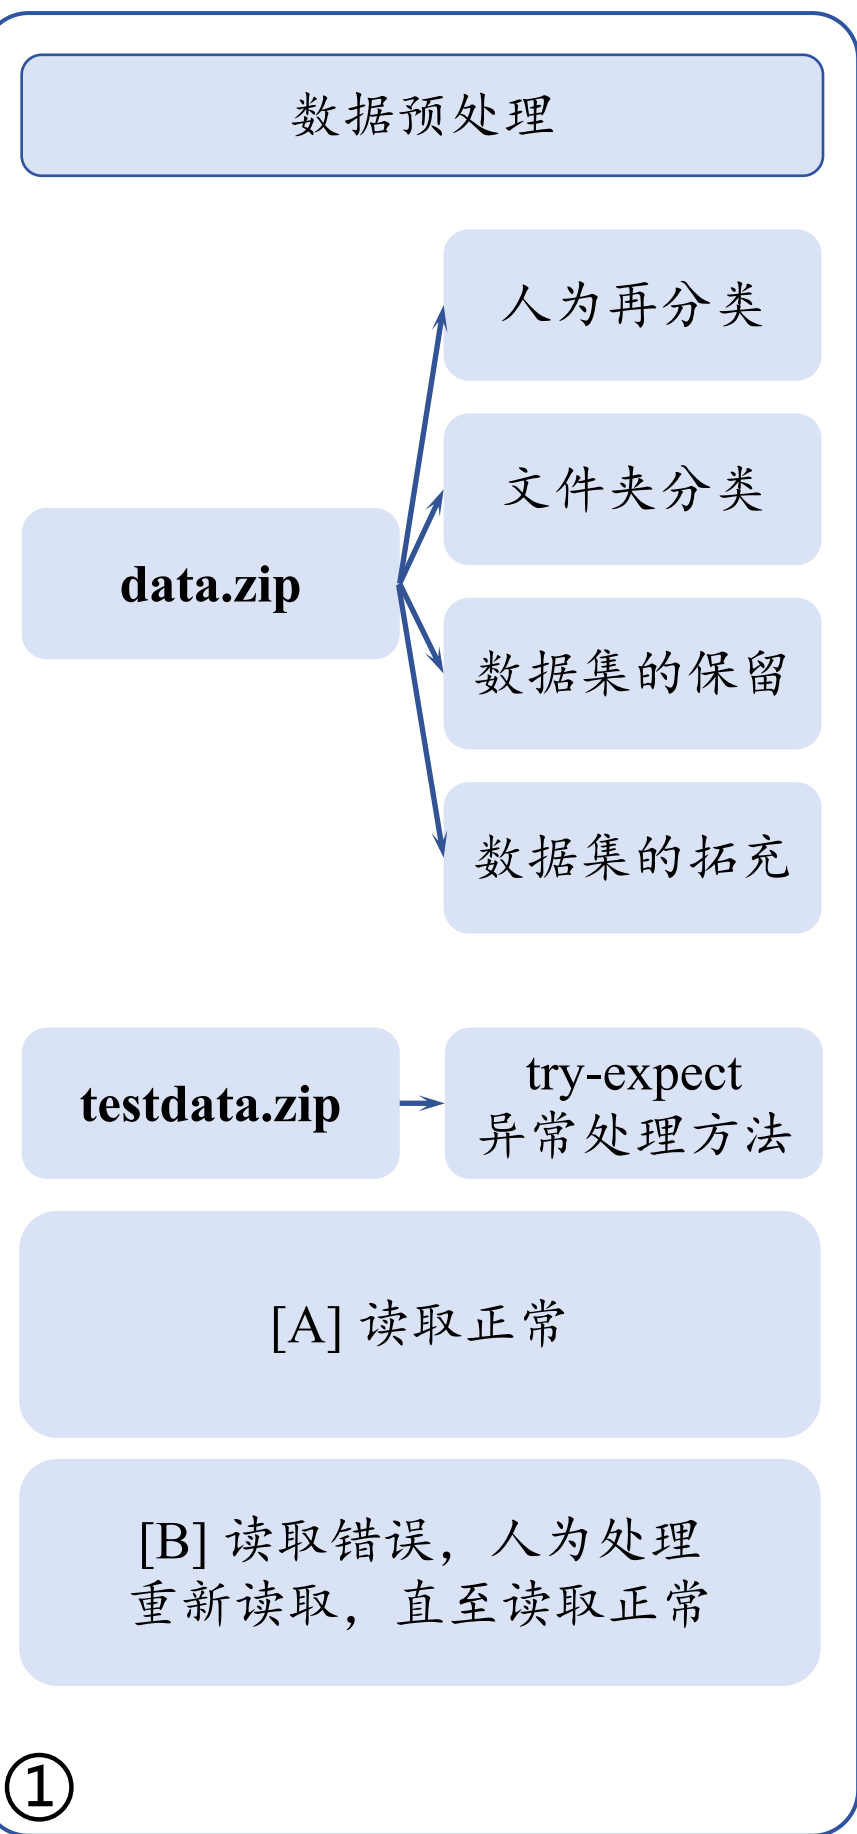 数据预处理
人为再分类
文件夹分类
data.zip
数据集的保留
数据集的拓充
testdata.zip
try-expect
异常处理方法
[A] 读取正常
[B] 读取错误，人为处理
重新读取，直至读取正常
①